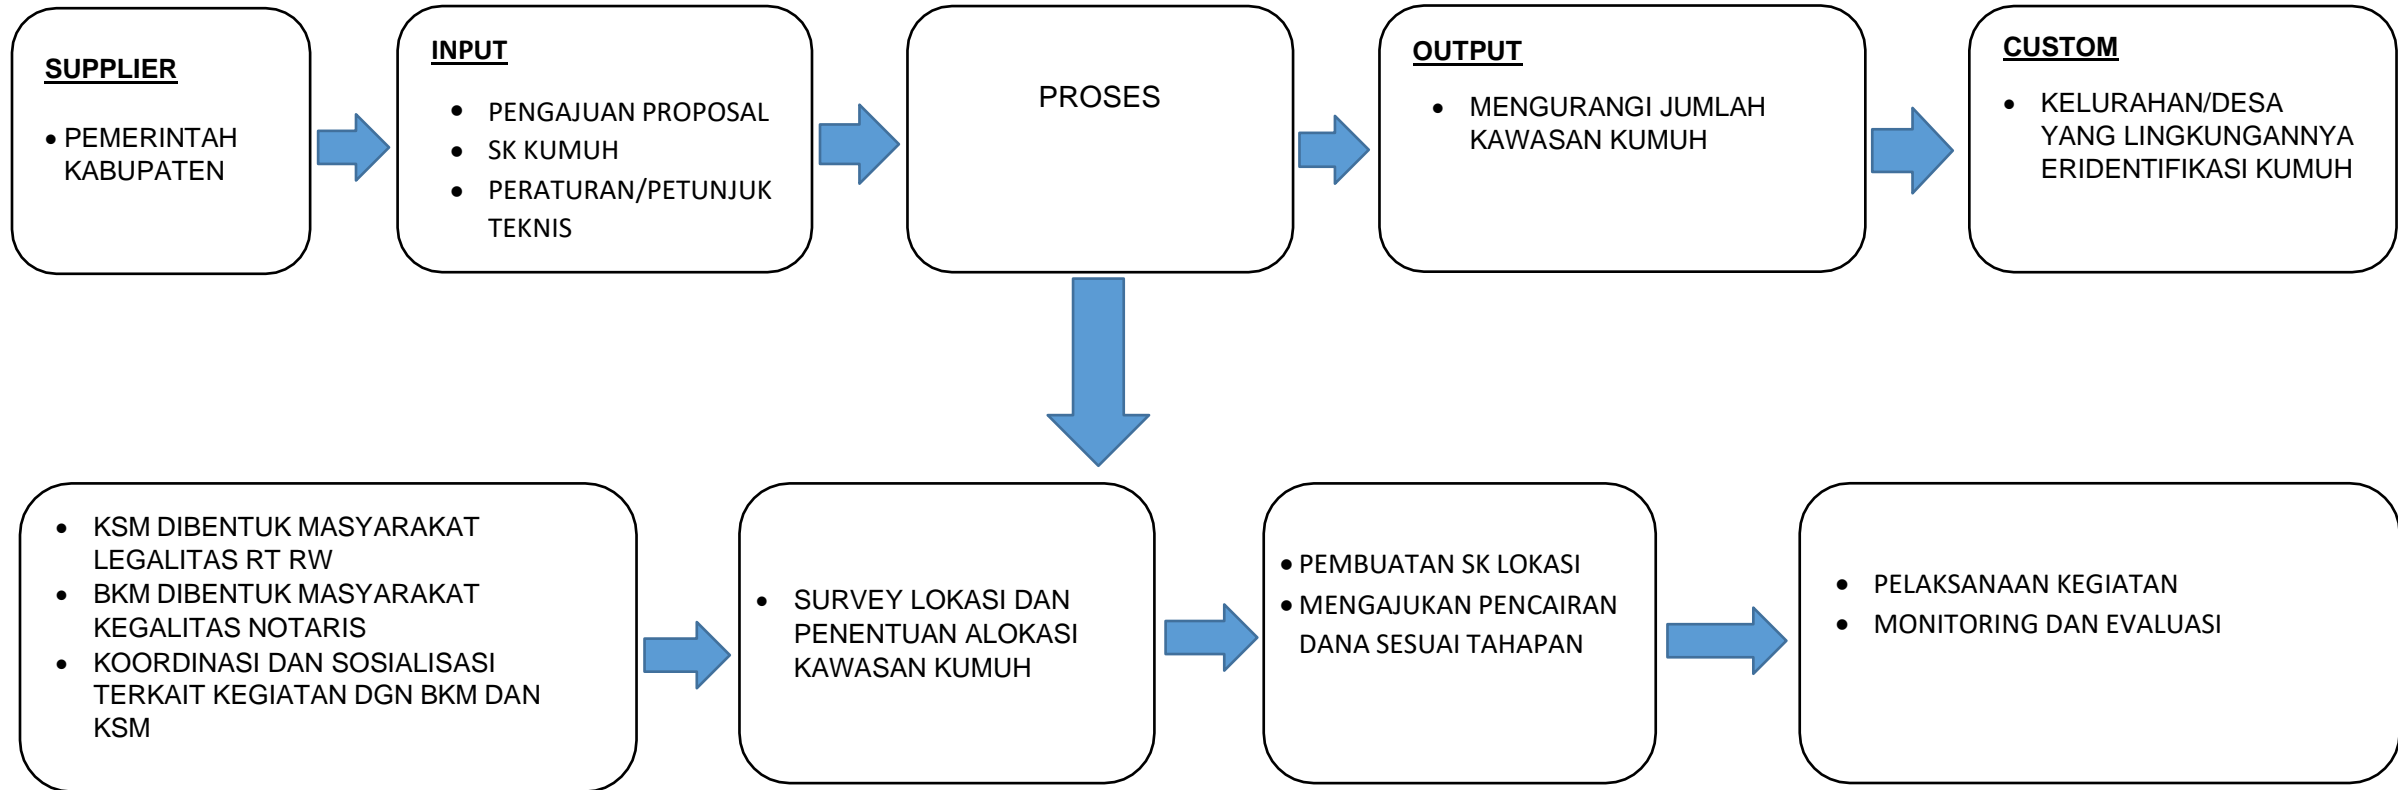 SUPPLIER
• PEMERINTAH
KABUPATEN
INPUT
• PENGAJUAN PROPOSAL
• SK KUMUH
• PERATURAN/PETUNJUK
TEKNIS
PROSES
OUTPUT
• MENGURANGI JUMLAH
KAWASAN KUMUH
CUSTOM
• KELURAHAN/DESA
YANG LINGKUNGANNYA
ERIDENTIFIKASI KUMUH
• KSM DIBENTUK MASYARAKAT
LEGALITAS RT RW
• BKM DIBENTUK MASYARAKAT
KEGALITAS NOTARIS
• KOORDINASI DAN SOSIALISASI
TERKAIT KEGIATAN DGN BKM DAN
KSM
• SURVEY LOKASI DAN
PENENTUAN ALOKASI
KAWASAN KUMUH
• PEMBUATAN SK LOKASI
• MENGAJUKAN PENCAIRAN
DANA SESUAI TAHAPAN
• PELAKSANAAN KEGIATAN
• MONITORING DAN EVALUASI